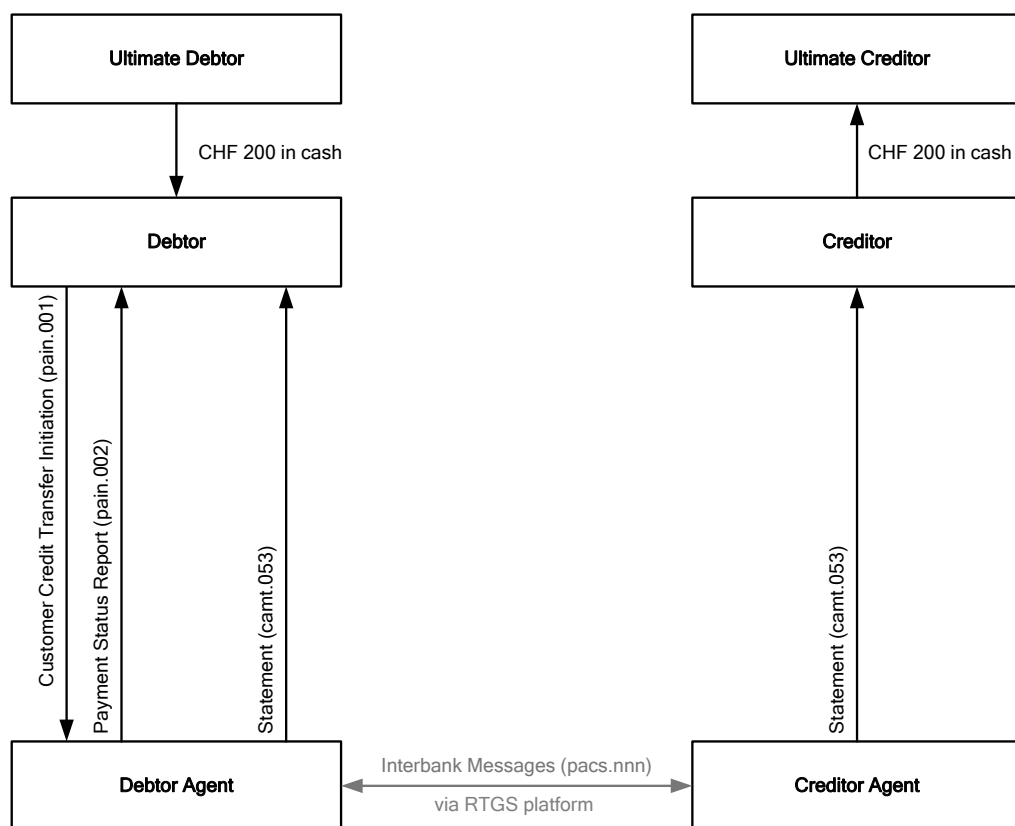 Ultimate Debtor
Ultimate Creditor
CHF 200 in cash
CHF 200 in cash
Debtor
Creditor
Customer Credit Transfer Initiation (pain.001)
Payment Status Report (pain.002)
Statement (camt.053)
Statement (camt.053)
Debtor Agent
Interbank Messages (pacs.nnn)
via RTGS platform
Creditor Agent